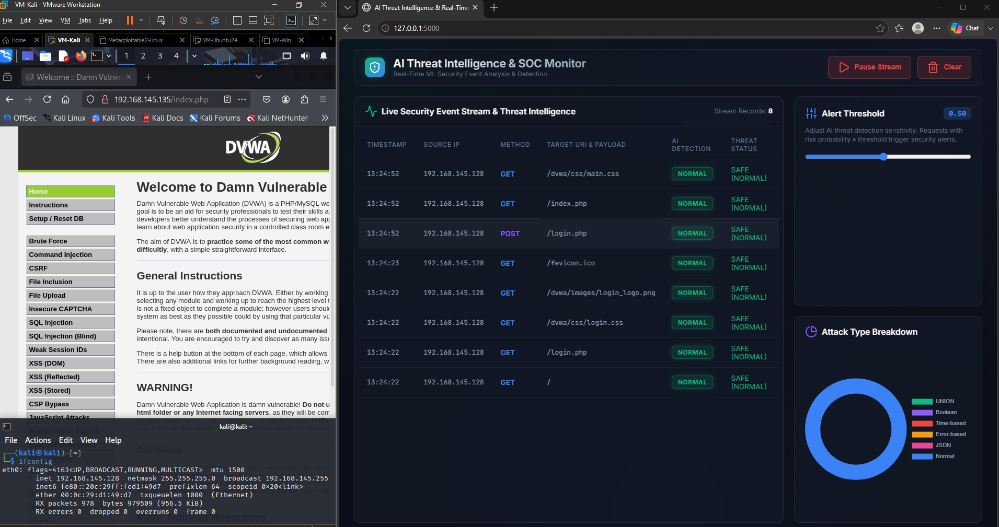 VM-Kali - VMware Workstation
File Edit View VM Tabs Help
Home
VM-Kali
Metasploitable2-Linux
VM-Ubuntu24
VM-Win
1 2 3 4
Welcome :: Damn Vulnera
192.168.145.135/index.php
OffSec
Kali Linux
Kali Tools
Kali Docs
Kali Forums
Kali NetHunter
DVWA
Home
Instructions
Setup / Reset DB
Brute Force
Command Injection
CSRF
File Inclusion
File Upload
Insecure CAPTCHA
SQL Injection
SQL Injection (Blind)
Weak Session IDs
XSS (DOM)
XSS (Reflected)
XSS (Stored)
CSP Bypass
JavaScript Attacks
Authorisation Bypass
Welcome to Damn Vulnerable
Damn Vulnerable Web Application (DVWA) is a PHP/MySQL we
goal is to be an aid for security professionals to test their skills a
developers better understand the processes of securing web ap
learn about web application security in a controlled class room e
The aim of DVWA is to practice some of the most common w
difficultly, with a simple straightforward interface.
General Instructions
It is up to the user how they approach DVWA. Either by working
selecting any module and working up to reach the highest level t
is not a fixed object to complete a module; however users shoul
system as best as they possible could by using that particular vu
Please note, there are both documented and undocumented
intentional. You are encouraged to try and discover as many issu
There is a help button at the bottom of each page, which allows
There are also additional links for further background reading, w
WARNING!
Damn Vulnerable Web Application is damn vulnerable! Do not u
html folder or any Internet facing servers, as they will be com
can download and install
web server and databa
Disclaimer
More Training Resources
About
kali@kali: ~
File Actions Edit View Help
(kali㉿kali)-[~]
$ ifconfig
eth0: flags=4163<UP,BROADCAST,RUNNING,MULTICAST> mtu 1500
inet 192.168.145.128 netmask 255.255.255.0 broadcast 192.168.145.255
inet6 fe80::20c:29ff:fed1:49d7 prefixlen 64 scopeid 0×20<link>
ether 00:0c:29:d1:49:d7 txqueuelen 1000 (Ethernet)
RX packets 978 bytes 979509 (956.5 KiB)
RX errors 0 dropped 0 overruns 0 frame 0
AI Threat Intelligence & Real-Time
127.0.0.1:5000
Chat
AI Threat Intelligence & SOC Monitor
Real-Time ML Security Event Analysis & Detection
Pause Stream
Clear
Live Security Event Stream & Threat Intelligence
Stream Records: 8
TIMESTAMP SOURCE IP METHOD TARGET URI & PAYLOAD AI DETECTION THREAT STATUS
13:24:52 192.168.145.128 GET /dvwa/css/main.css NORMAL SAFE (NORMAL)
13:24:52 192.168.145.128 GET /index.php NORMAL SAFE (NORMAL)
13:24:52 192.168.145.128 POST /login.php NORMAL SAFE (NORMAL)
13:24:23 192.168.145.128 GET /favicon.ico NORMAL SAFE (NORMAL)
13:24:22 192.168.145.128 GET /dvwa/images/login_logo.png NORMAL SAFE (NORMAL)
13:24:22 192.168.145.128 GET /dvwa/css/login.css NORMAL SAFE (NORMAL)
13:24:22 192.168.145.128 GET /login.php NORMAL SAFE (NORMAL)
13:24:22 192.168.145.128 GET / NORMAL SAFE (NORMAL)
Alert Threshold
0.50
Adjust AI threat detection sensitivity. Requests with
risk probability ≥ threshold trigger security alerts.
Attack Type Breakdown
UNION
Boolean
Time-based
Error-based
JSON
Normal